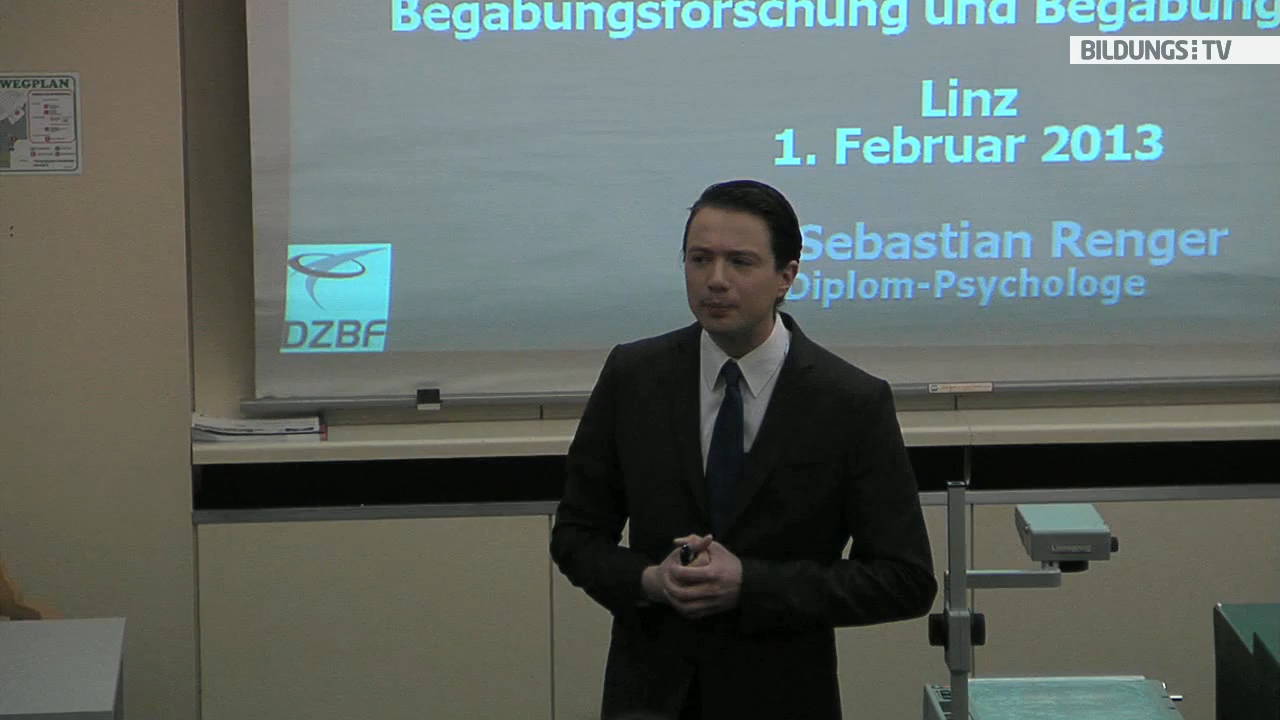 Begabungsforschung und Begabung
BILDUNGS TV
WEGPLAN
Linz
1. Februar 2013
Sebastian Renger
Diplom-Psychologe
DZBF